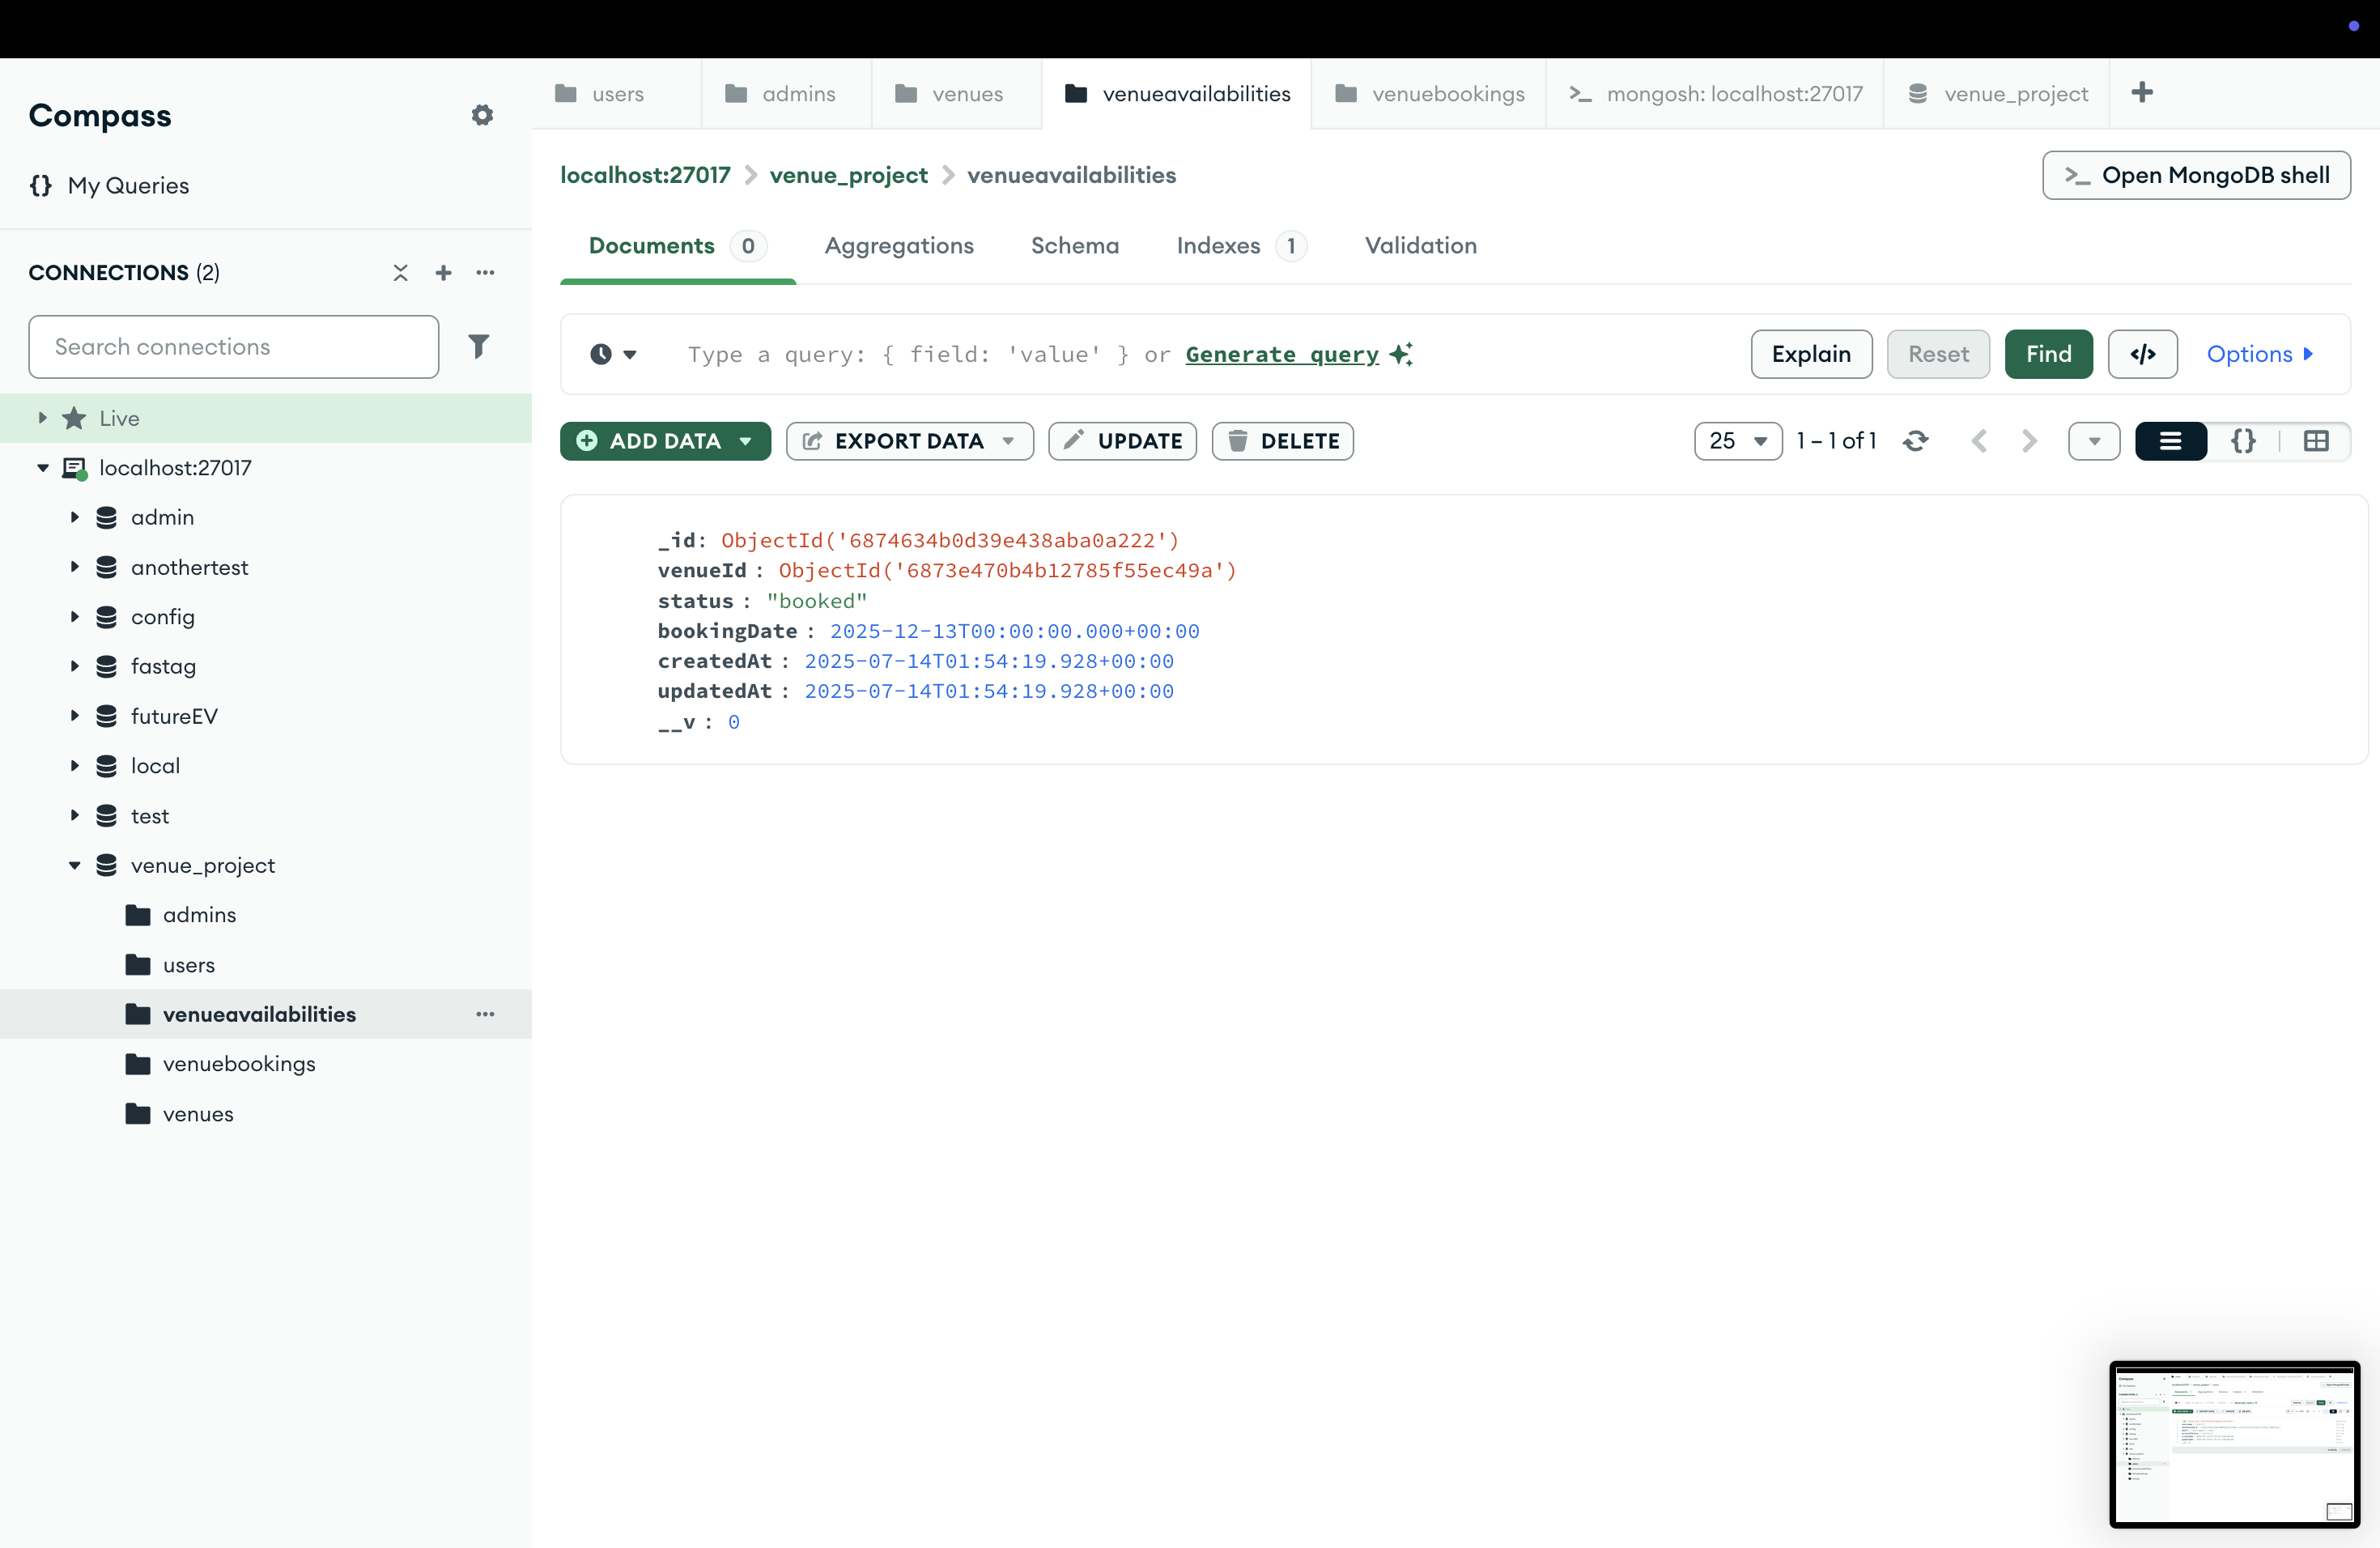 Compass
My Queries
CONNECTIONS (2)
Search connections
Live
localhost:27017
admin
anothertest
config
fastag
futureEV
local
test
venue_project
admins
users
venueavailabilities
venuebookings
venues
users
admins
venues
venueavailabilities
venuebookings
mongosh: localhost:27017
venue_project
localhost:27017 > venue_project > venueavailabilities
Open MongoDB shell
Documents 0 Aggregations Schema Indexes 1 Validation
Type a query: { field: 'value' } or Generate query
Explain Reset Find </> Options
ADD DATA EXPORT DATA UPDATE DELETE
25 1 – 1 of 1
_id: ObjectId('6874634b0d39e438aba0a222')
venueId : ObjectId('6873e470b4b12785f55ec49a')
status : "booked"
bookingDate : 2025-12-13T00:00:00.000+00:00
createdAt : 2025-07-14T01:54:19.928+00:00
updatedAt : 2025-07-14T01:54:19.928+00:00
__v : 0